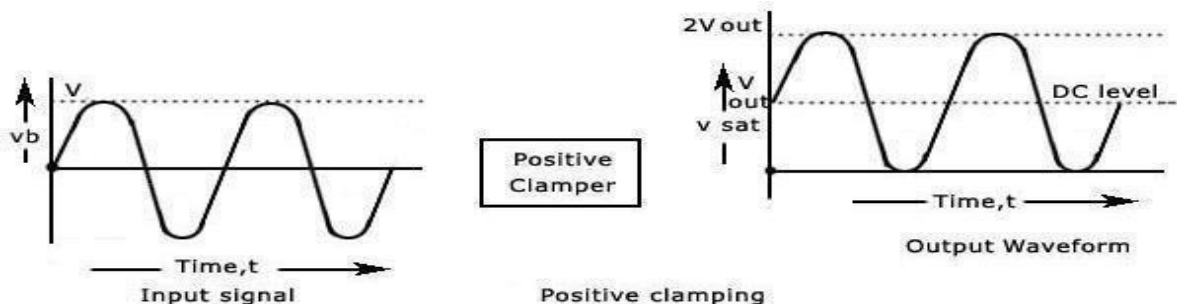 V
vb
Time,t
Input signal
Positive
Clamper
Positive clamping
2V out
V
out
v sat
DC level
Time,t
Output Waveform